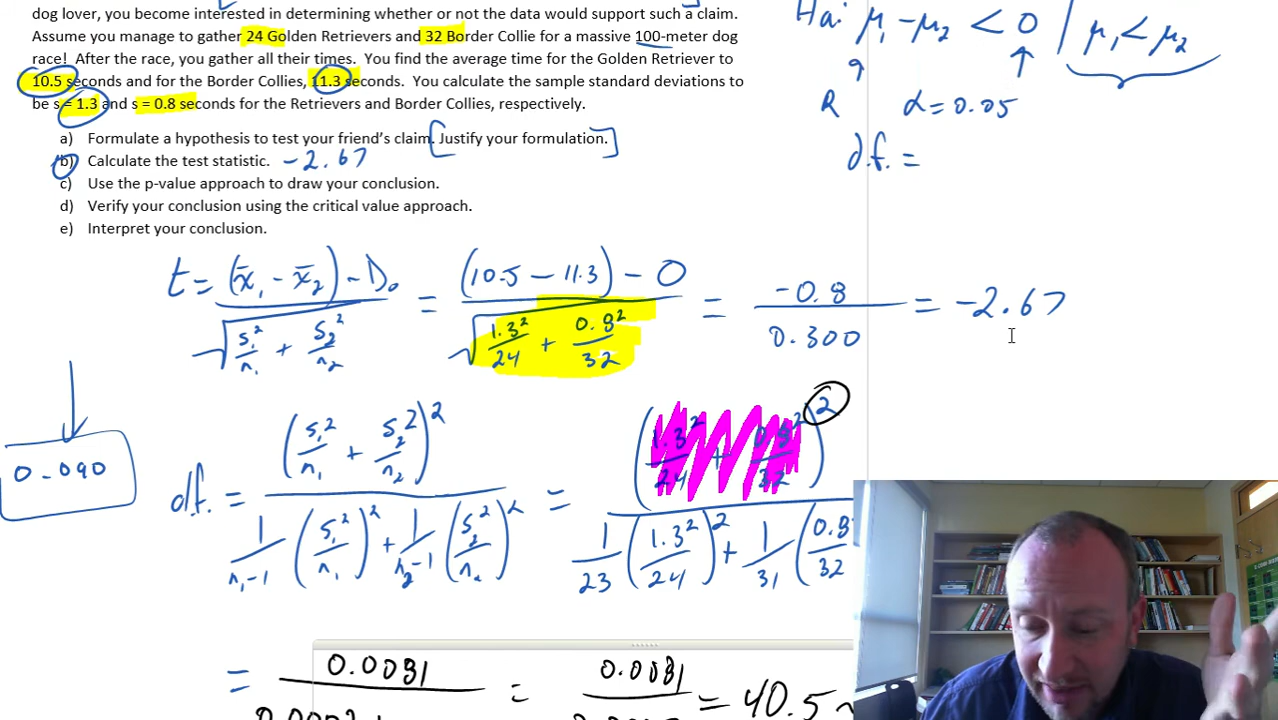 dog lover, you become interested in determining whether or not the data would support such a claim.
Assume you manage to gather 24 Golden Retrievers and 32 Border Collie for a massive 100-meter dog
race! After the race, you gather all their times. You find the average time for the Golden Retriever to
10.5 seconds and for the Border Collies, 11.3 seconds. You calculate the sample standard deviations to
be s = 1.3 and s = 0.8 seconds for the Retrievers and Border Collies, respectively.
a) Formulate a hypothesis to test your friend's claim. [Justify your formulation.]
b) Calculate the test statistic. -2.67
c) Use the p-value approach to draw your conclusion.
d) Verify your conclusion using the critical value approach.
e) Interpret your conclusion.
Ha: μ₁ - μ₂ < 0 | μ₁ < μ₂
R α = 0.05
d.f. =
t = (x̄₁ - x̄₂) - D₀ / √(s₁²/n₁ + s₂²/n₂) = (10.5 - 11.3) - 0 / √(1.3²/24 + 0.8²/32) = -0.8 / 0.300 = -2.67
0.090
df. = (s₁²/n₁ + s₂²/n₂)² / 1/n₁-1 (s₁²/n₁)² + 1/n₂-1 (s₂²/n₂)² = (1.3²/24 + 0.8²/32)² / 1/23 (1.3²/24)² + 1/31 (0.8/32
= 0.0081 = 0.0081 = 40.5